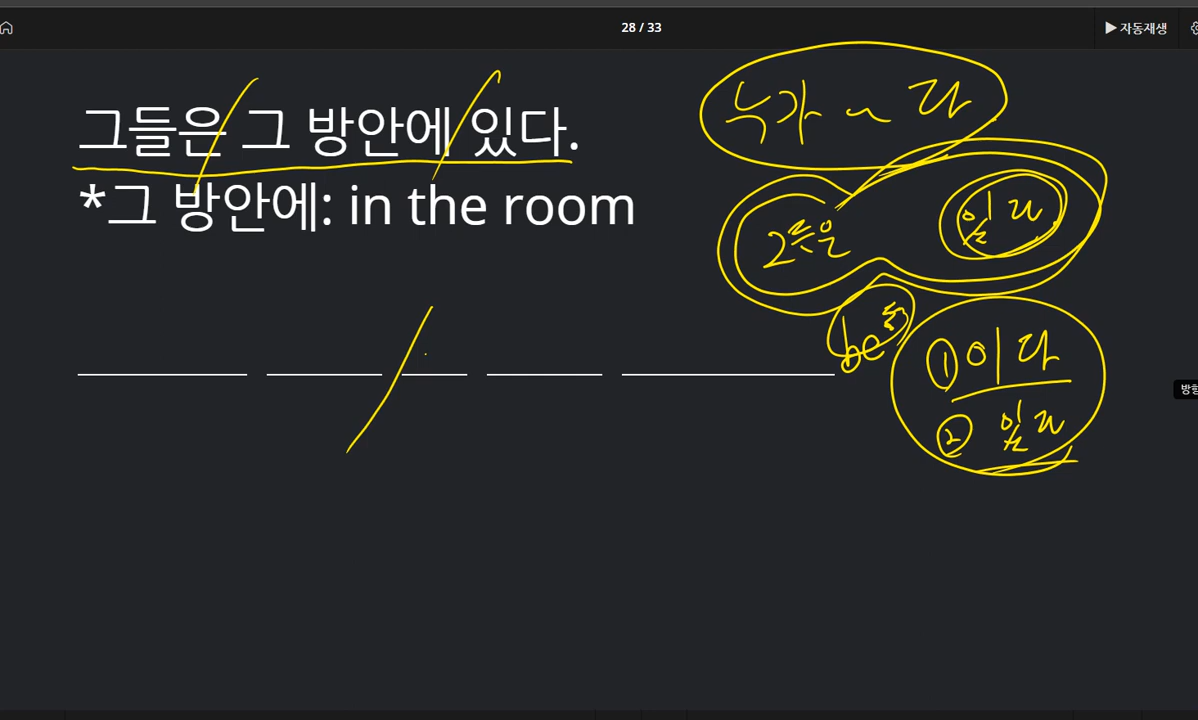 28 / 33
▶ 자동재생
그들은 그 방안에 있다.
*그 방안에: in the room
누가 ~ 다
그들은 있다
be동
①이다
② 있다
방향